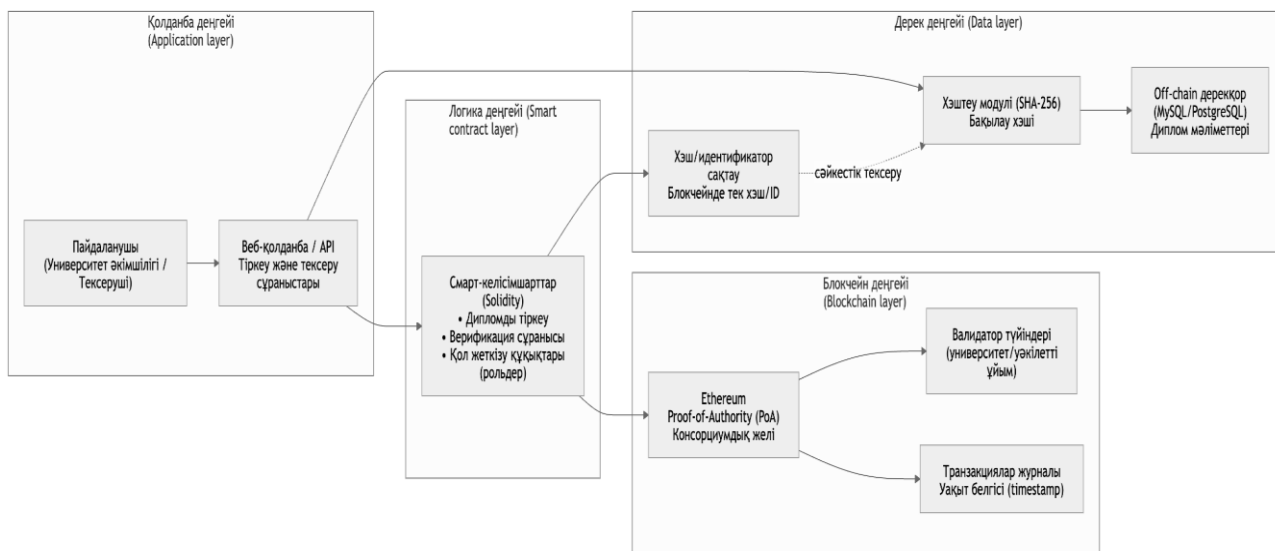 Қолданба деңгейі
(Application layer)
Пайдаланушы
(Университет әкімшілігі /
Тексеруші)
Веб-қолданба / API
Тіркеу және тексеру
сұраныстары
Логика деңгейі (Smart
contract layer)
Смарт-келісімшарттар
(Solidity)
• Дипломды тіркеу
• Верификация сұранысы
• Қол жеткізу құқықтары
(рольдер)
Дерек деңгейі (Data layer)
Хэш/идентификатор
сақтау
Блокчейнде тек хэш/ID
сәйкестік тексеру
Хэштеу модулі (SHA-256)
Бақылау хэші
Off-chain дерекқор
(MySQL/PostgreSQL)
Диплом мәліметтері
Блокчейн деңгейі
(Blockchain layer)
Ethereum
Proof-of-Authority (PoA)
Консорциумдық желі
Валидатор түйіндері
(университет/уәкілетті
ұйым)
Транзакциялар журналы
Уақыт белгісі (timestamp)